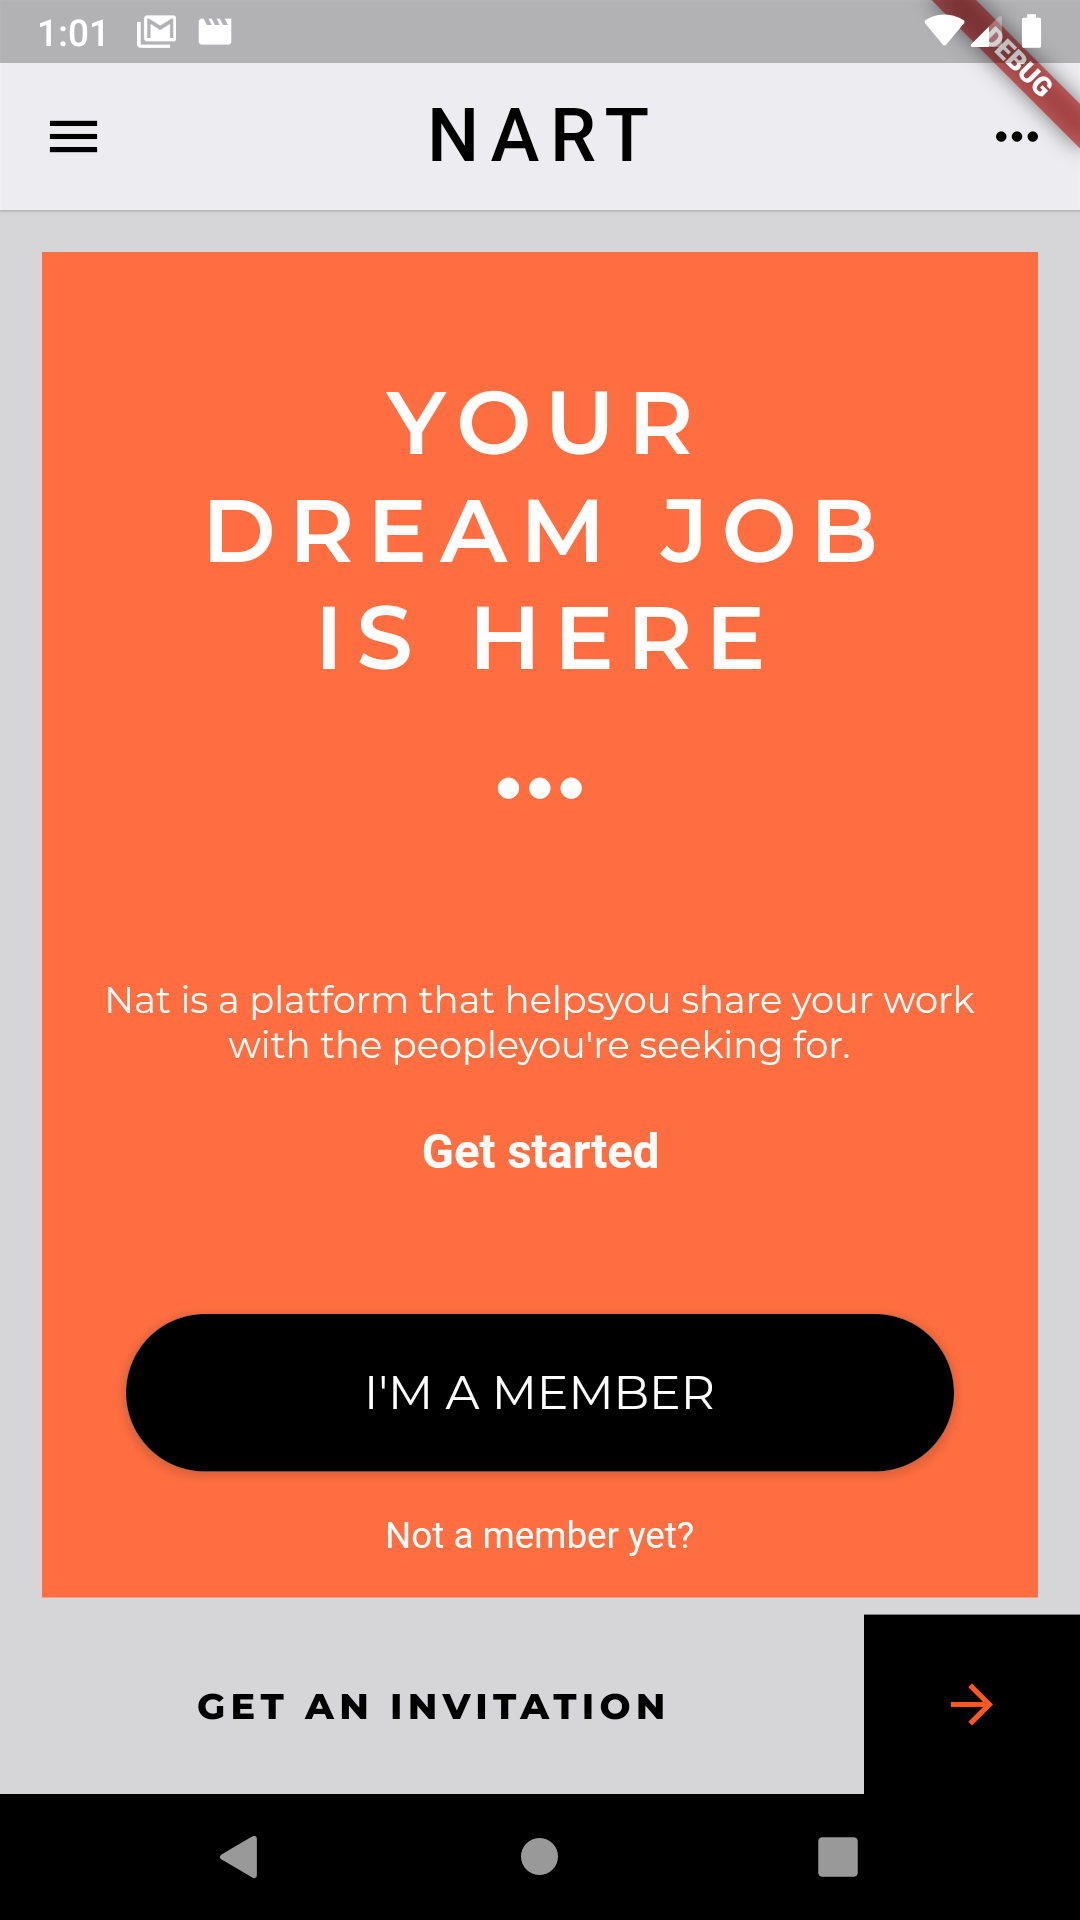 1:01
DEBUG
NART
YOUR
DREAM JOB
IS HERE
Nat is a platform that helpsyou share your work
with the peopleyou're seeking for.
Get started
I'M A MEMBER
Not a member yet?
GET AN INVITATION